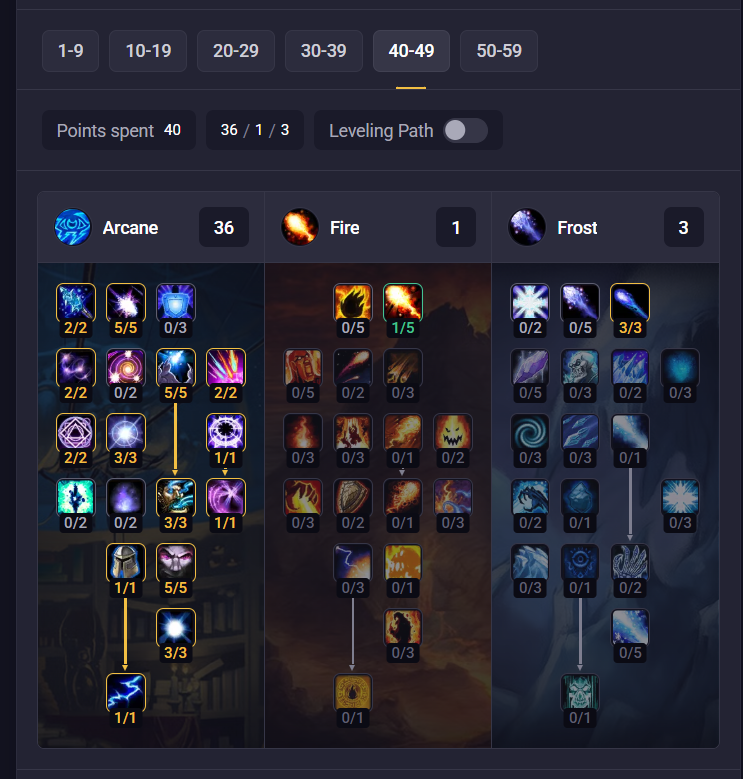 1-9 10-19 20-29 30-39 40-49 50-59
Points spent 40 36 / 1 / 3 Leveling Path
Arcane 36 Fire 1 Frost 3
2/2 5/5 0/3 0/5 1/5 0/2 0/5 3/3
2/2 0/2 5/5 2/2 0/5 0/2 0/3 0/5 0/3 0/2 0/3
2/2 3/3 1/1 0/3 0/3 0/1 0/2 0/3 0/3 0/1
0/2 0/2 3/3 1/1 0/3 0/2 0/1 0/3 0/2 0/1 0/3
1/1 5/5 0/3 0/1 0/3 0/1 0/2
3/3 0/3 0/5
1/1 0/1 0/1